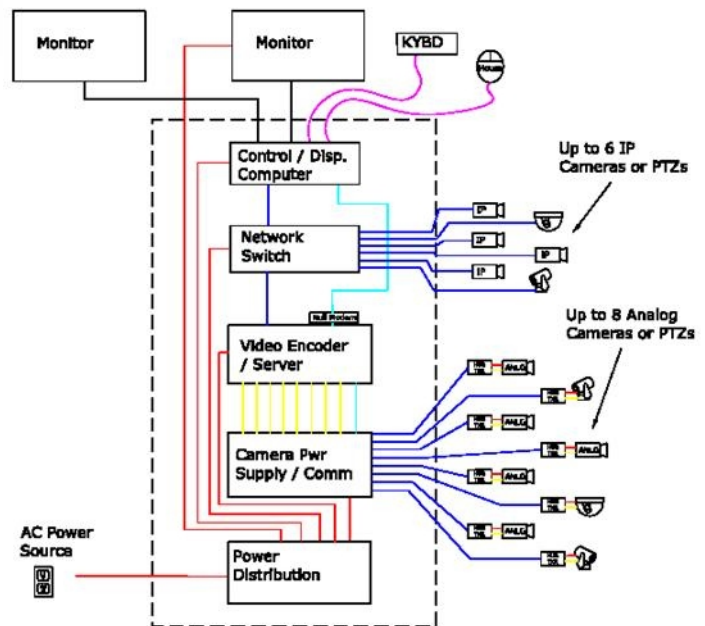 Monitor
Monitor
KYBD
Mouse
Control / Disp.
Computer
Up to 6 IP
Cameras or PTZs
Network
Switch
IP
IP
IP
IP
Null Modem
Up to 8 Analog
Cameras or PTZs
Video Encoder
/ Server
ANLG
ANLG
ANLG
ANLG
ANLG
Camera Pwr
Supply / Comm
AC Power
Source
Power
Distribution